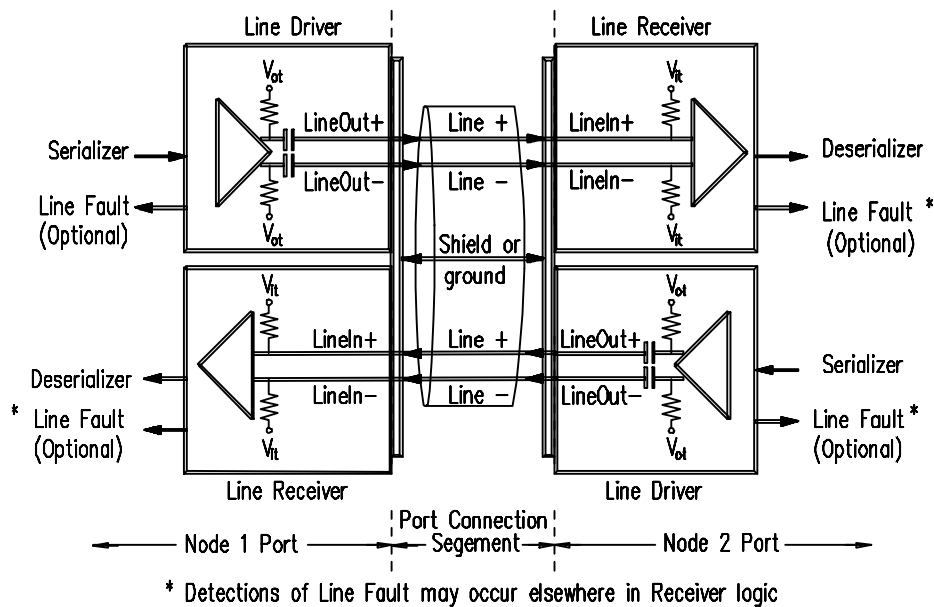 Line Driver
Line Receiver
Vot
Vit
LineOut+
Line +
LineIn+
Serializer
Deserializer
LineOut-
Line -
LineIn-
Line Fault
(Optional)
Vot
Vit
Line Fault *
(Optional)
Shield or
ground
Vit
Vot
LineIn+
Line +
LineOut+
Deserializer
Serializer
LineIn-
Line -
LineOut-
* Line Fault
(Optional)
Vit
Vot
Line Fault *
(Optional)
Line Receiver
Line Driver
Port Connection
Segement
Node 1 Port
Node 2 Port
* Detections of Line Fault may occur elsewhere in Receiver logic